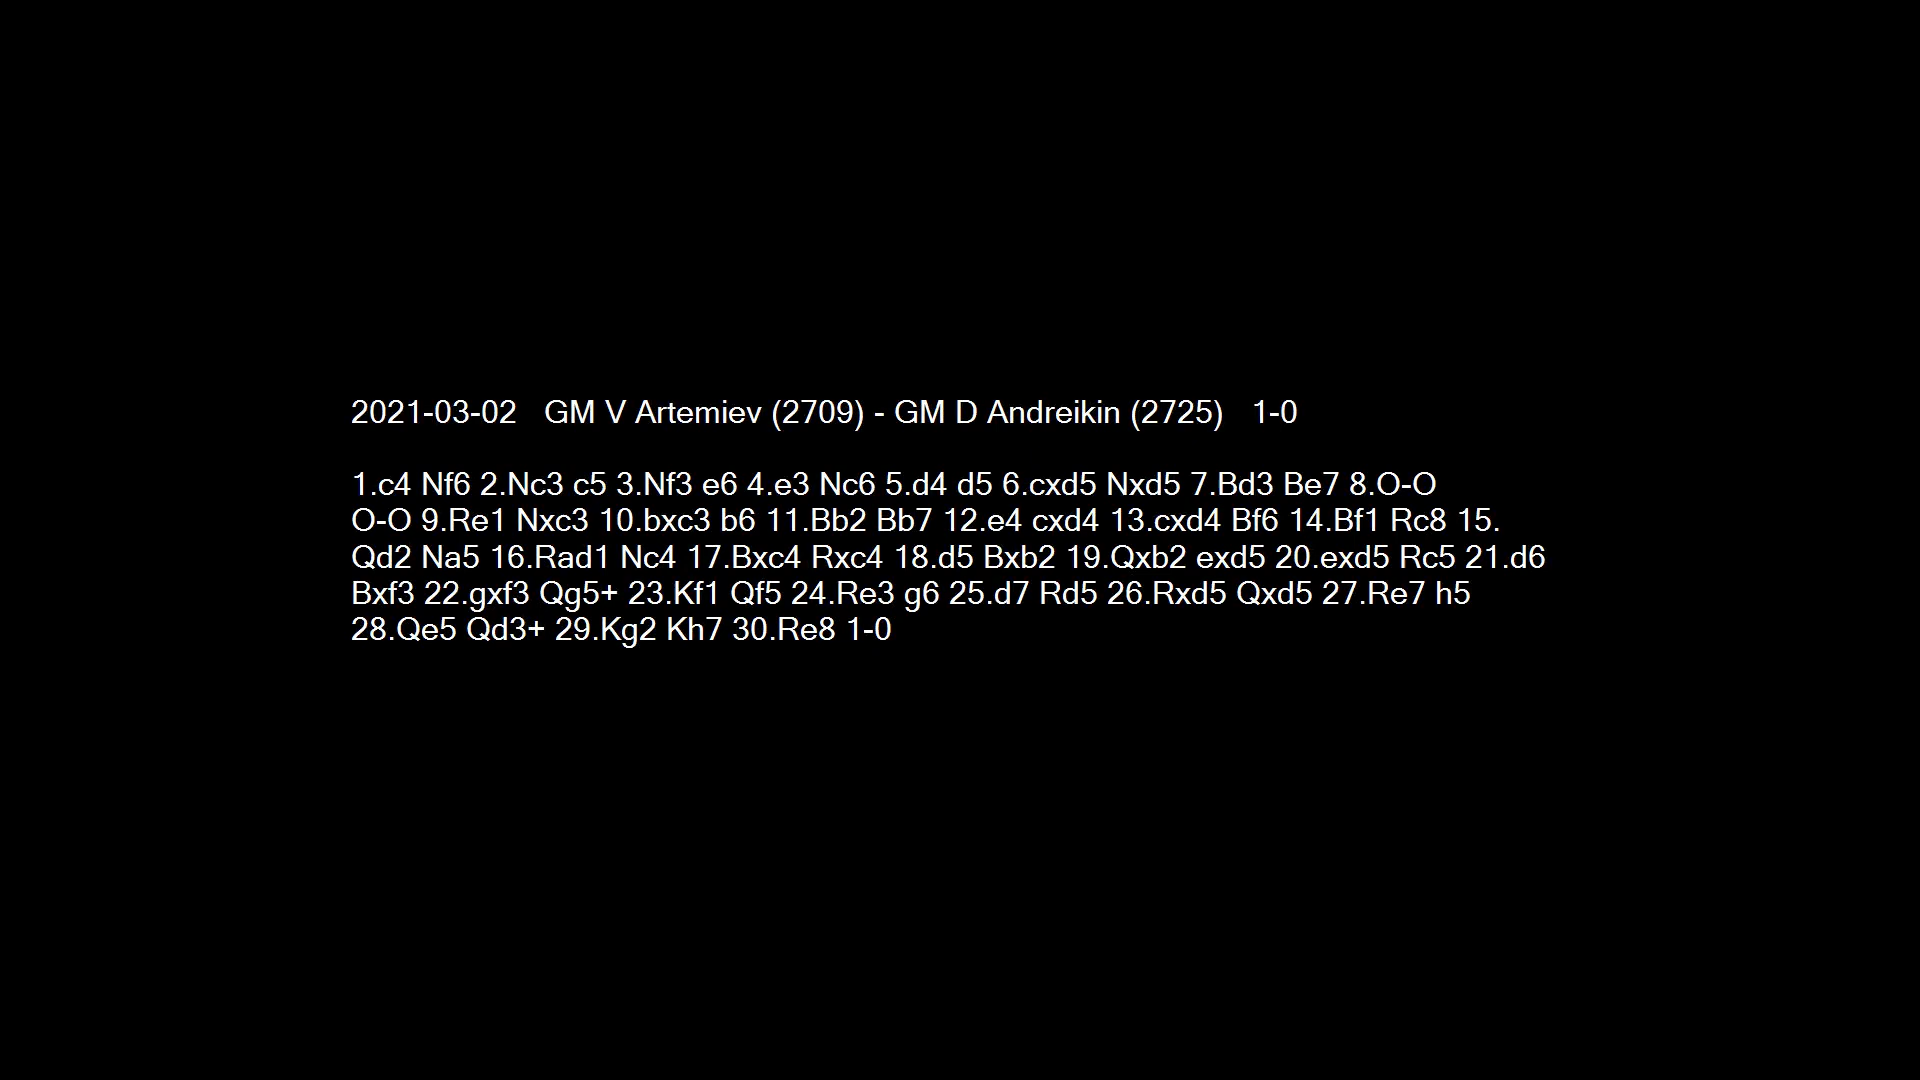 2021-03-02   GM V Artemiev (2709) - GM D Andreikin (2725)   1-0
1.c4 Nf6 2.Nc3 c5 3.Nf3 e6 4.e3 Nc6 5.d4 d5 6.cxd5 Nxd5 7.Bd3 Be7 8.O-O
O-O 9.Re1 Nxc3 10.bxc3 b6 11.Bb2 Bb7 12.e4 cxd4 13.cxd4 Bf6 14.Bf1 Rc8 15.
Qd2 Na5 16.Rad1 Nc4 17.Bxc4 Rxc4 18.d5 Bxb2 19.Qxb2 exd5 20.exd5 Rc5 21.d6
Bxf3 22.gxf3 Qg5+ 23.Kf1 Qf5 24.Re3 g6 25.d7 Rd5 26.Rxd5 Qxd5 27.Re7 h5
28.Qe5 Qd3+ 29.Kg2 Kh7 30.Re8 1-0